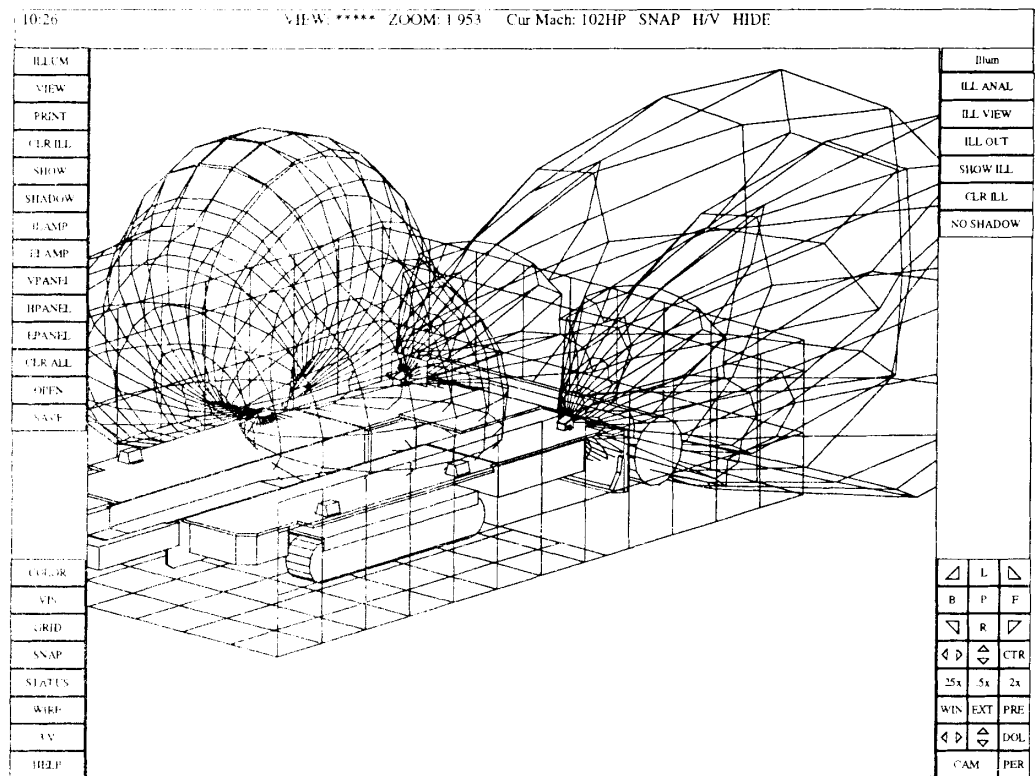 10:26 VIEW: ***** ZOOM: 1 953 Cur Mach: 102HP SNAP H/V HIDE
ILLUM
VIEW
PRINT
CLR ILL
SHOW
SHADOW
VPANEL
HPANEL
CLR ALL
OPEN
SAVE
COLOR
VIS
GRID
SNAP
STATUS
WIRE
HELP
Illum
ILL ANAL
ILL VIEW
ILL OUT
SHOW ILL
CLR ILL
NO SHADOW
L
B P F
R
CTR
.25x .5x 2x
WIN EXT PRE
DOL
CAM PER